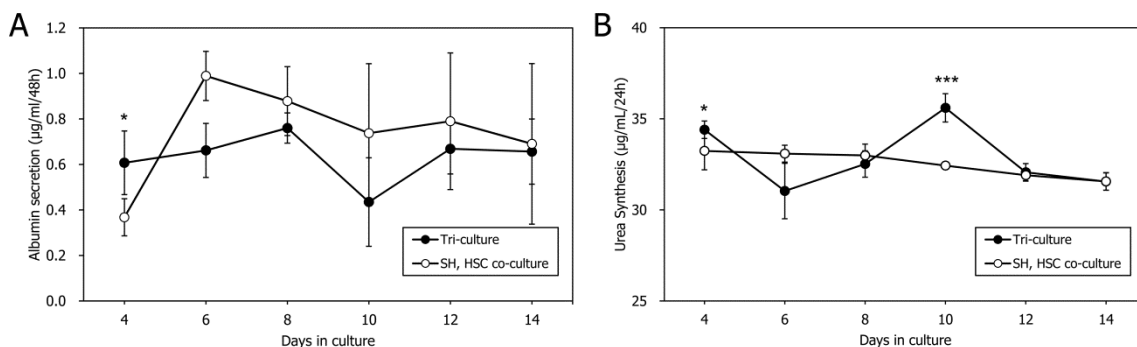 A
Albumin secretion (µg/ml/48h)
1.2
1.0
0.8
0.6
0.4
0.2
0.0
*
Tri-culture
SH, HSC co-culture
4 6 8 10 12 14
Days in culture
B
Urea Synthesis (µg/mL/24h)
40
35
30
25
*
***
Tri-culture
SH, HSC co-culture
4 6 8 10 12 14
Days in culture